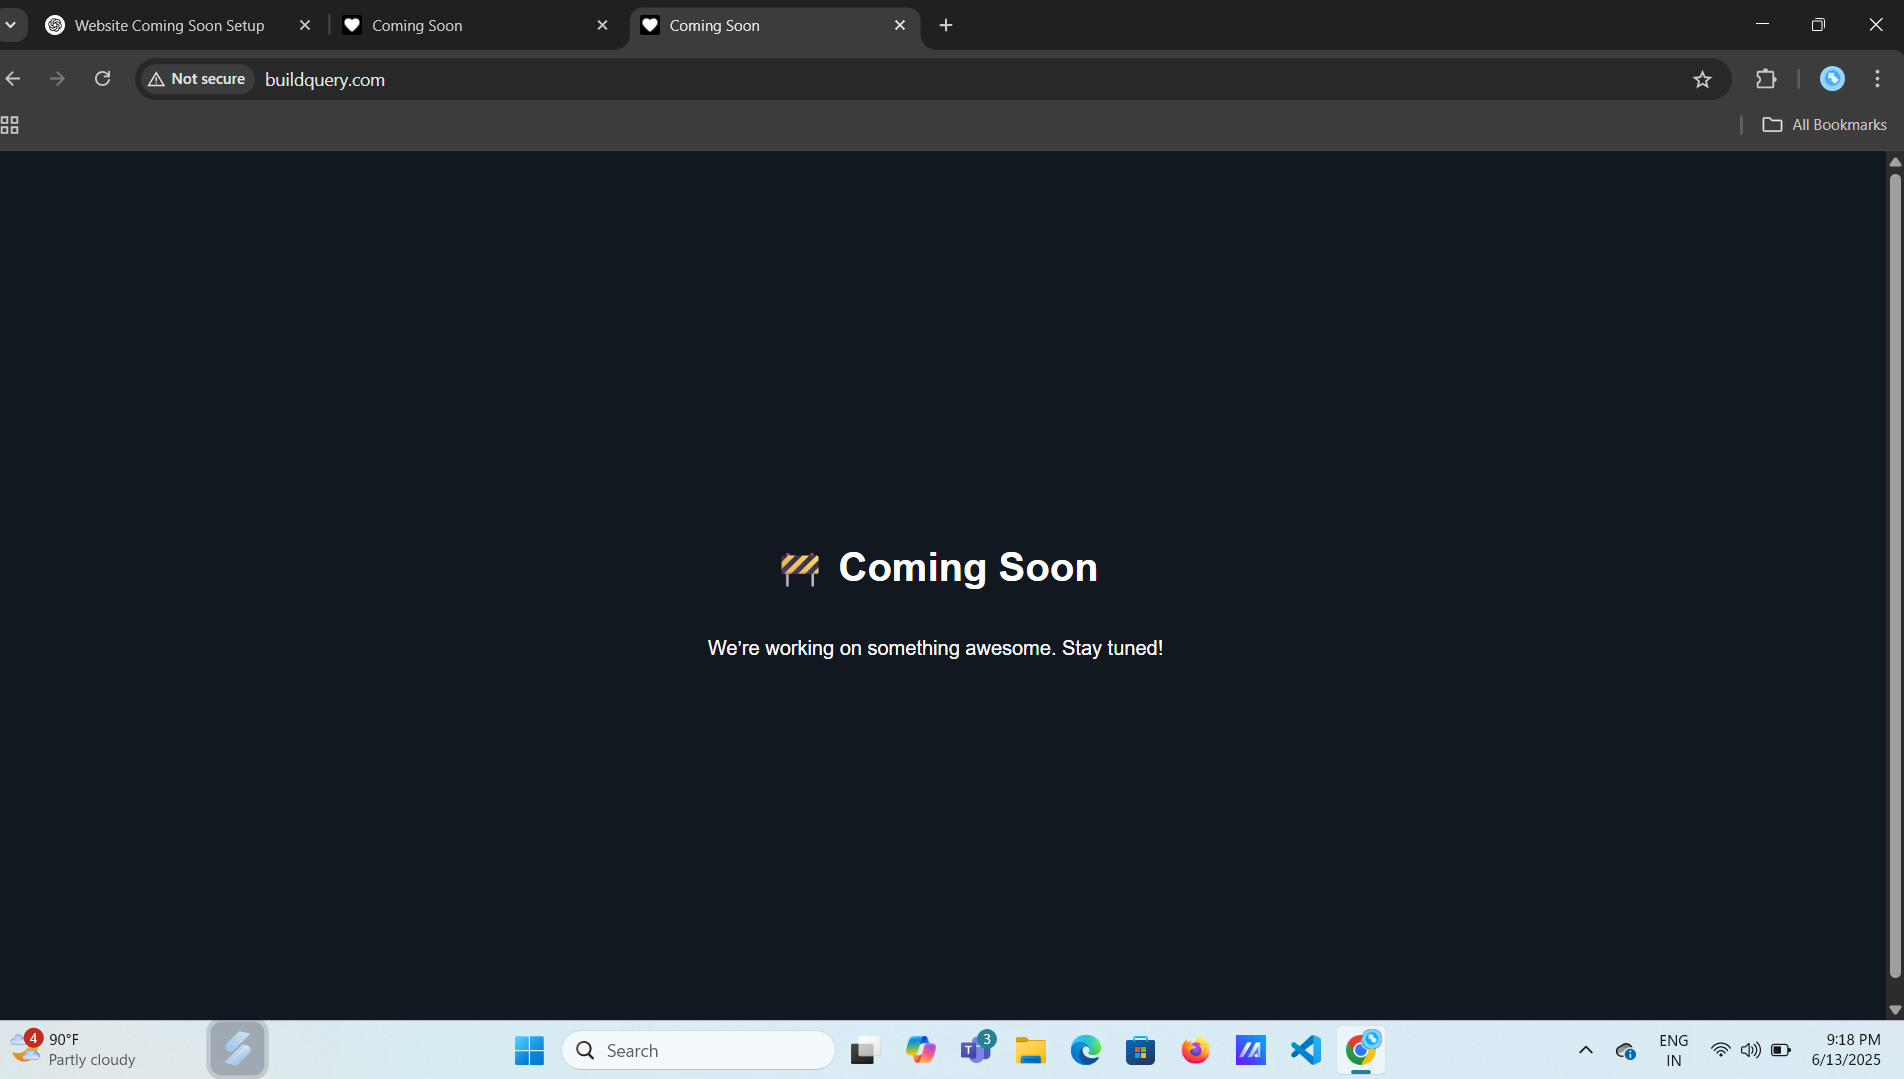 Website Coming Soon Setup
Coming Soon
Coming Soon
Not secure
buildquery.com
All Bookmarks
🚧 Coming Soon
We’re working on something awesome. Stay tuned!
4
90°F
Partly cloudy
Search
3
ENG
IN
9:18 PM
6/13/2025